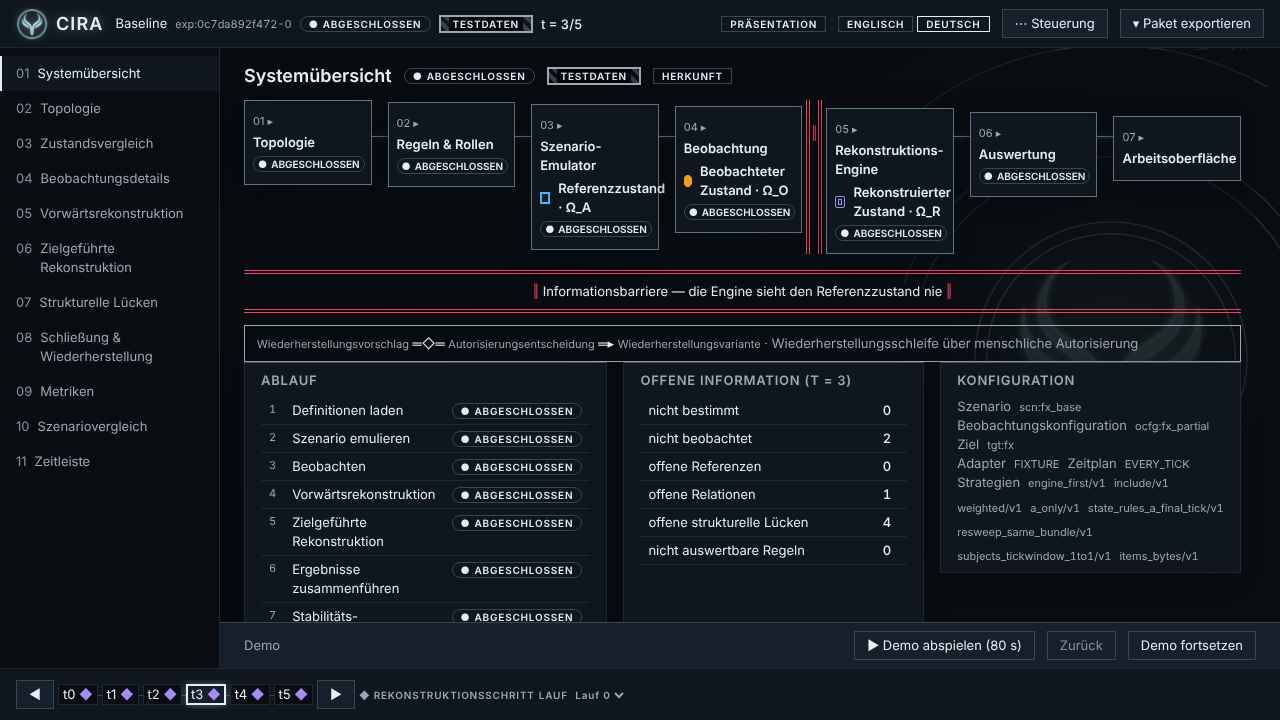 CIRA Baseline exp:0c7da892f472-0 ● ABGESCHLOSSEN TESTDATEN t = 3/5 PRÄSENTATION ENGLISCH DEUTSCH ⋯ Steuerung ▾ Paket exportieren
01 Systemübersicht
02 Topologie
03 Zustandsvergleich
04 Beobachtungsdetails
05 Vorwärtsrekonstruktion
06 Zielgeführte
Rekonstruktion
07 Strukturelle Lücken
08 Schließung &
Wiederherstellung
09 Metriken
10 Szenariovergleich
11 Zeitleiste
Systemübersicht ● ABGESCHLOSSEN TESTDATEN HERKUNFT
01 ▸
Topologie
● ABGESCHLOSSEN
02 ▸
Regeln & Rollen
● ABGESCHLOSSEN
03 ▸
Szenario-
Emulator
Referenzzustand
· Ω_A
● ABGESCHLOSSEN
04 ▸
Beobachtung
Beobachteter
Zustand · Ω_O
● ABGESCHLOSSEN
05 ▸
Rekonstruktions-
Engine
Rekonstruierter
Zustand · Ω_R
● ABGESCHLOSSEN
06 ▸
Auswertung
● ABGESCHLOSSEN
07 ▸
Arbeitsoberfläche
Informationsbarriere — die Engine sieht den Referenzzustand nie
Wiederherstellungsvorschlag ═◇═ Autorisierungsentscheidung ═▸ Wiederherstellungsvariante · Wiederherstellungsschleife über menschliche Autorisierung
ABLAUF
1 Definitionen laden ● ABGESCHLOSSEN
2 Szenario emulieren ● ABGESCHLOSSEN
3 Beobachten ● ABGESCHLOSSEN
4 Vorwärtsrekonstruktion ● ABGESCHLOSSEN
5 Zielgeführte ● ABGESCHLOSSEN
Rekonstruktion
6 Ergebnisse ● ABGESCHLOSSEN
zusammenführen
7 Stabilitäts- ● ABGESCHLOSSEN
OFFENE INFORMATION (T = 3)
nicht bestimmt 0
nicht beobachtet 2
offene Referenzen 0
offene Relationen 1
offene strukturelle Lücken 4
nicht auswertbare Regeln 0
KONFIGURATION
Szenario scn:fx_base
Beobachtungskonfiguration ocfg:fx_partial
Ziel tgt:fx
Adapter FIXTURE Zeitplan EVERY_TICK
Strategien engine_first/v1 include/v1
weighted/v1 a_only/v1 state_rules_a_final_tick/v1
resweep_same_bundle/v1
subjects_tickwindow_1to1/v1 items_bytes/v1
Demo ▶ Demo abspielen (80 s) Zurück Demo fortsetzen
◀ t0 ◆ t1 ◆ t2 ◆ t3 ◆ t4 ◆ t5 ◆ ▶ ◆ REKONSTRUKTIONSSCHRITT LAUF Lauf 0